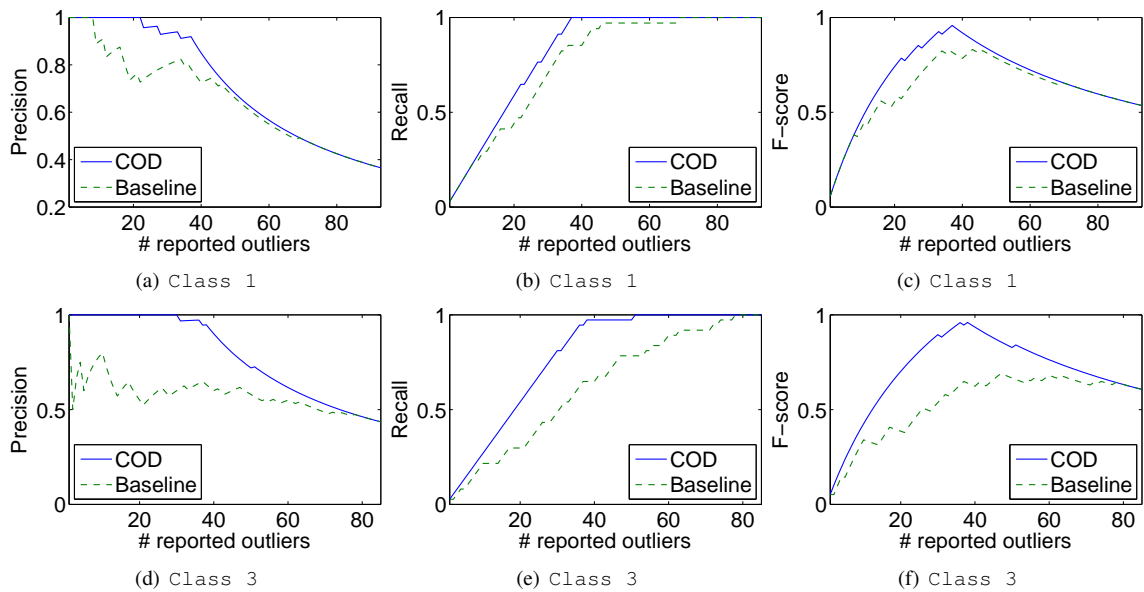 1
0.8
0.6
0.4
0.2
Precision
COD
Baseline
20 40 60 80
# reported outliers
(a) Class 1
1
0.5
0
Recall
COD
Baseline
20 40 60 80
# reported outliers
(b) Class 1
1
0.5
0
F−score
COD
Baseline
20 40 60 80
# reported outliers
(c) Class 1
1
0.5
0
Precision
COD
Baseline
20 40 60 80
# reported outliers
(d) Class 3
1
0.5
0
Recall
COD
Baseline
20 40 60 80
# reported outliers
(e) Class 3
1
0.5
0
F−score
COD
Baseline
20 40 60 80
# reported outliers
(f) Class 3